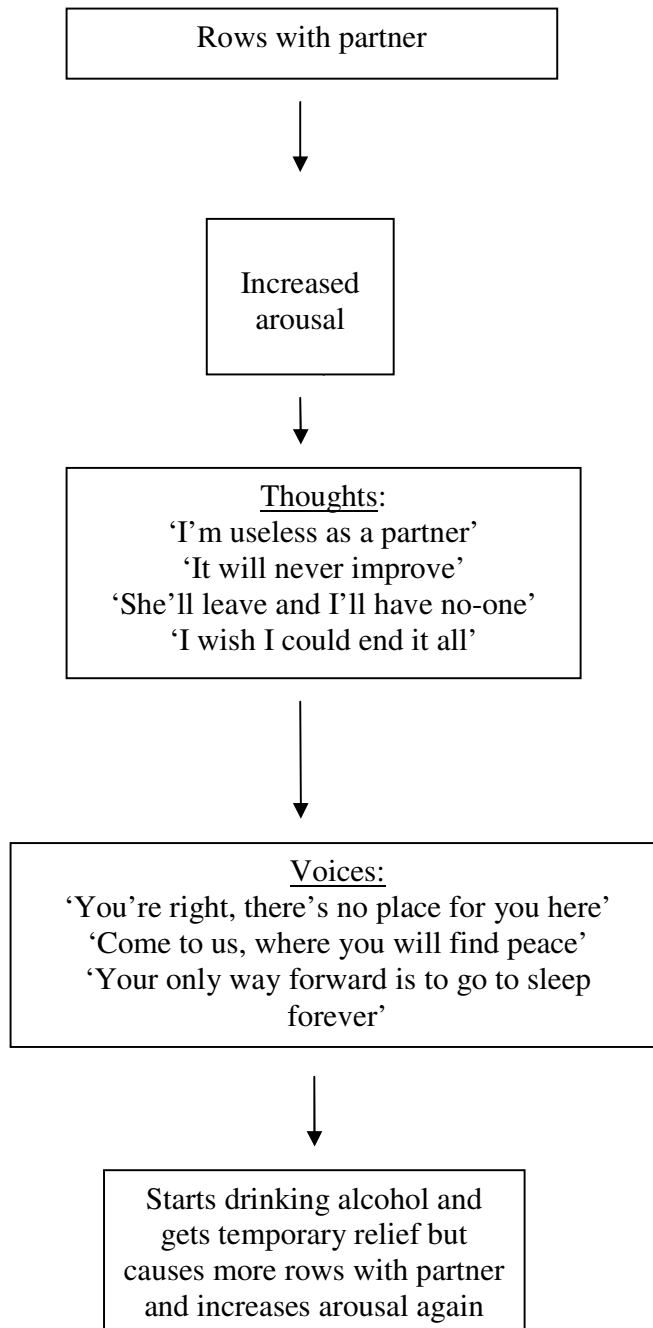 Rows with partner
Increased
arousal
Thoughts:
‘I’m useless as a partner’
‘It will never improve’
‘She’ll leave and I’ll have no-one’
‘I wish I could end it all’
Voices:
‘You’re right, there’s no place for you here’
‘Come to us, where you will find peace’
‘Your only way forward is to go to sleep
forever’
Starts drinking alcohol and
gets temporary relief but
causes more rows with partner
and increases arousal again